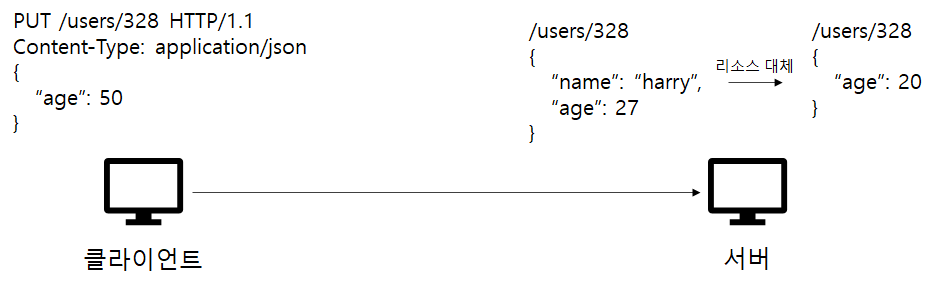 PUT /users/328 HTTP/1.1
Content-Type: application/json
{
“age”: 50
}
/users/328
{
“name”: “harry”,
“age”: 27
}
리소스 대체
/users/328
{
“age”: 20
}
클라이언트
서버